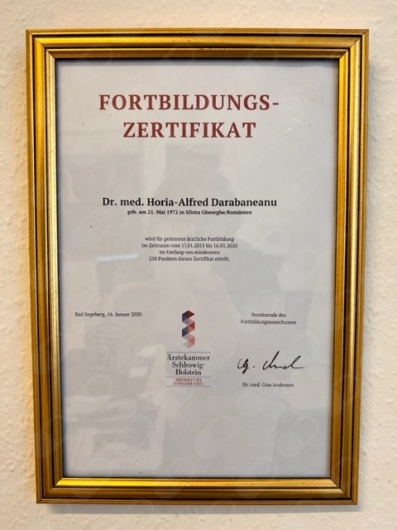 FORTBILDUNGS-
ZERTIFIKAT
Dr. med. Horia-Alfred Darabaneanu
geb. am 21. Mai 1972 in Sfintu Gheorghe/Rumänien
wird für geleistete ärztliche Fortbildung
im Zeitraum vom 17.01.2015 bis 16.01.2020
im Umfang von mindestens
250 Punkten dieses Zertifikat erteilt.
Bad Segeberg, 16. Januar 2020
Vorsitzende des
Fortbildungsausschusses
Ärztekammer
Schleswig-
Holstein
Dr. med. Gisa Andresen